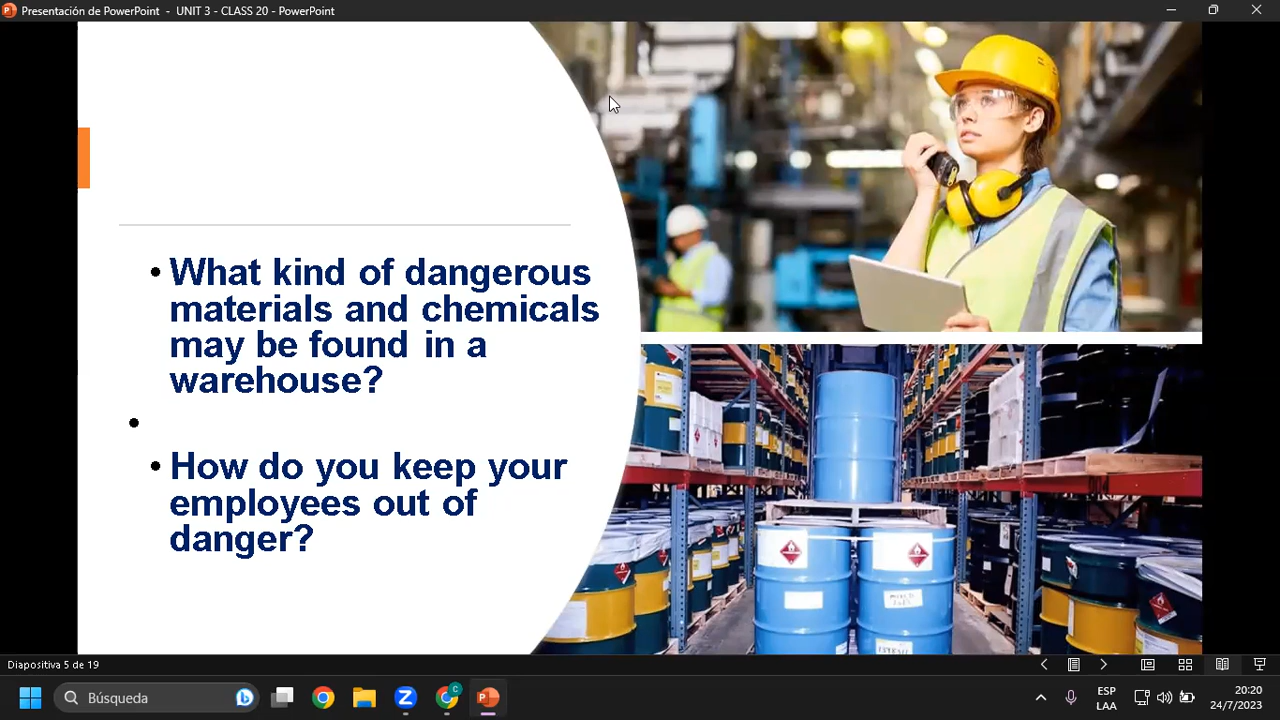 Presentación de PowerPoint - UNIT 3 - CLASS 20 - PowerPoint
• What kind of dangerous
materials and chemicals
may be found in a
warehouse?
•
• How do you keep your
employees out of
danger?
Diapositiva 5 de 19
Búsqueda
ESP
LAA
20:20
24/7/2023